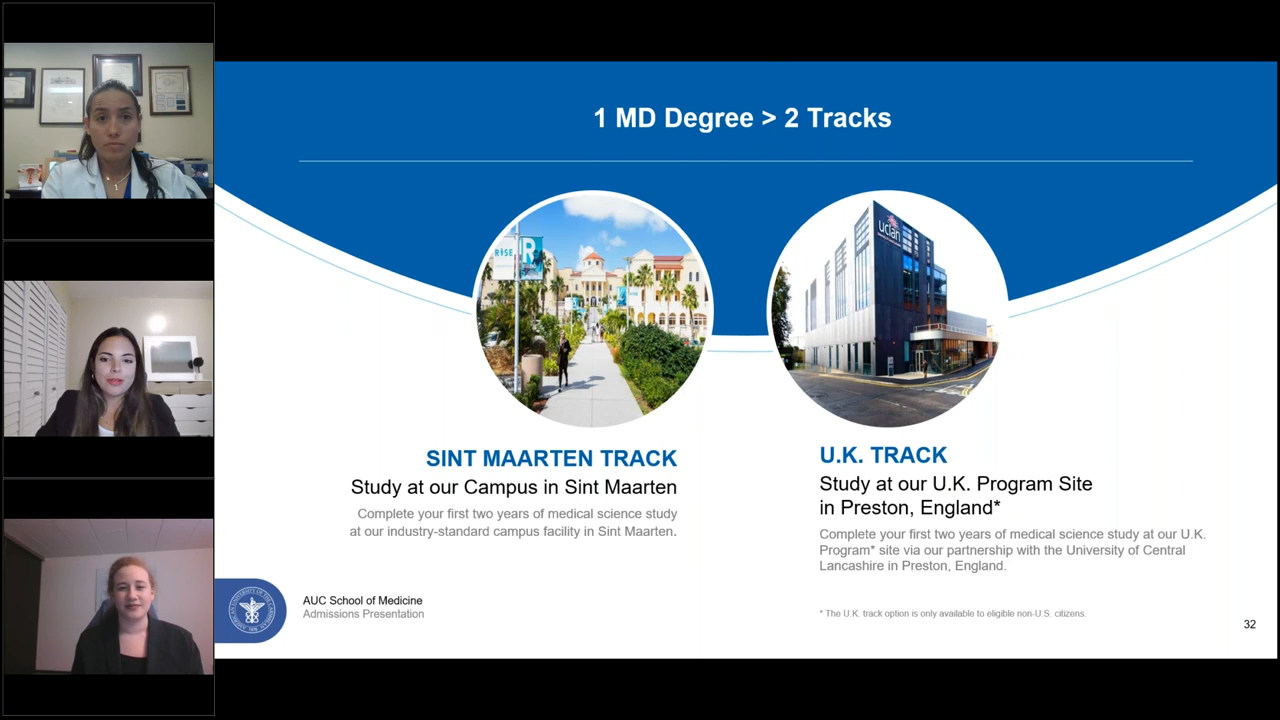 1 MD Degree > 2 Tracks
RISE
R
uclan
SINT MAARTEN TRACK
Study at our Campus in Sint Maarten
Complete your first two years of medical science study
at our industry-standard campus facility in Sint Maarten.
U.K. TRACK
Study at our U.K. Program Site
in Preston, England*
Complete your first two years of medical science study at our U.K.
Program* site via our partnership with the University of Central
Lancashire in Preston, England.
AUC School of Medicine
Admissions Presentation
* The U.K. track option is only available to eligible non-U.S. citizens.
32